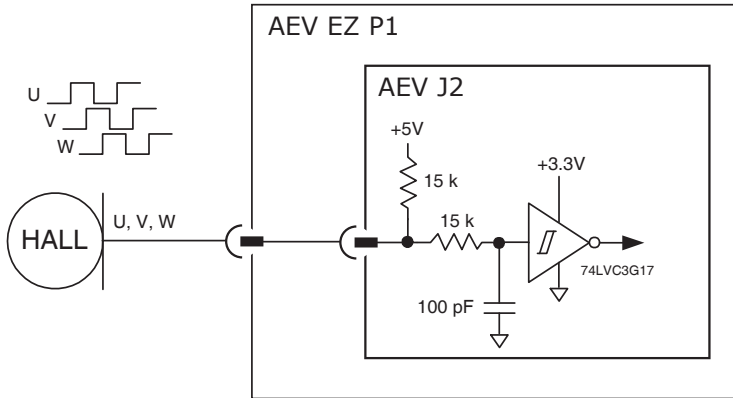 AEV EZ P1
AEV J2
U
V
W
+5V
+3.3V
15 k
15 k
HALL
U, V, W
74LVC3G17
100 pF